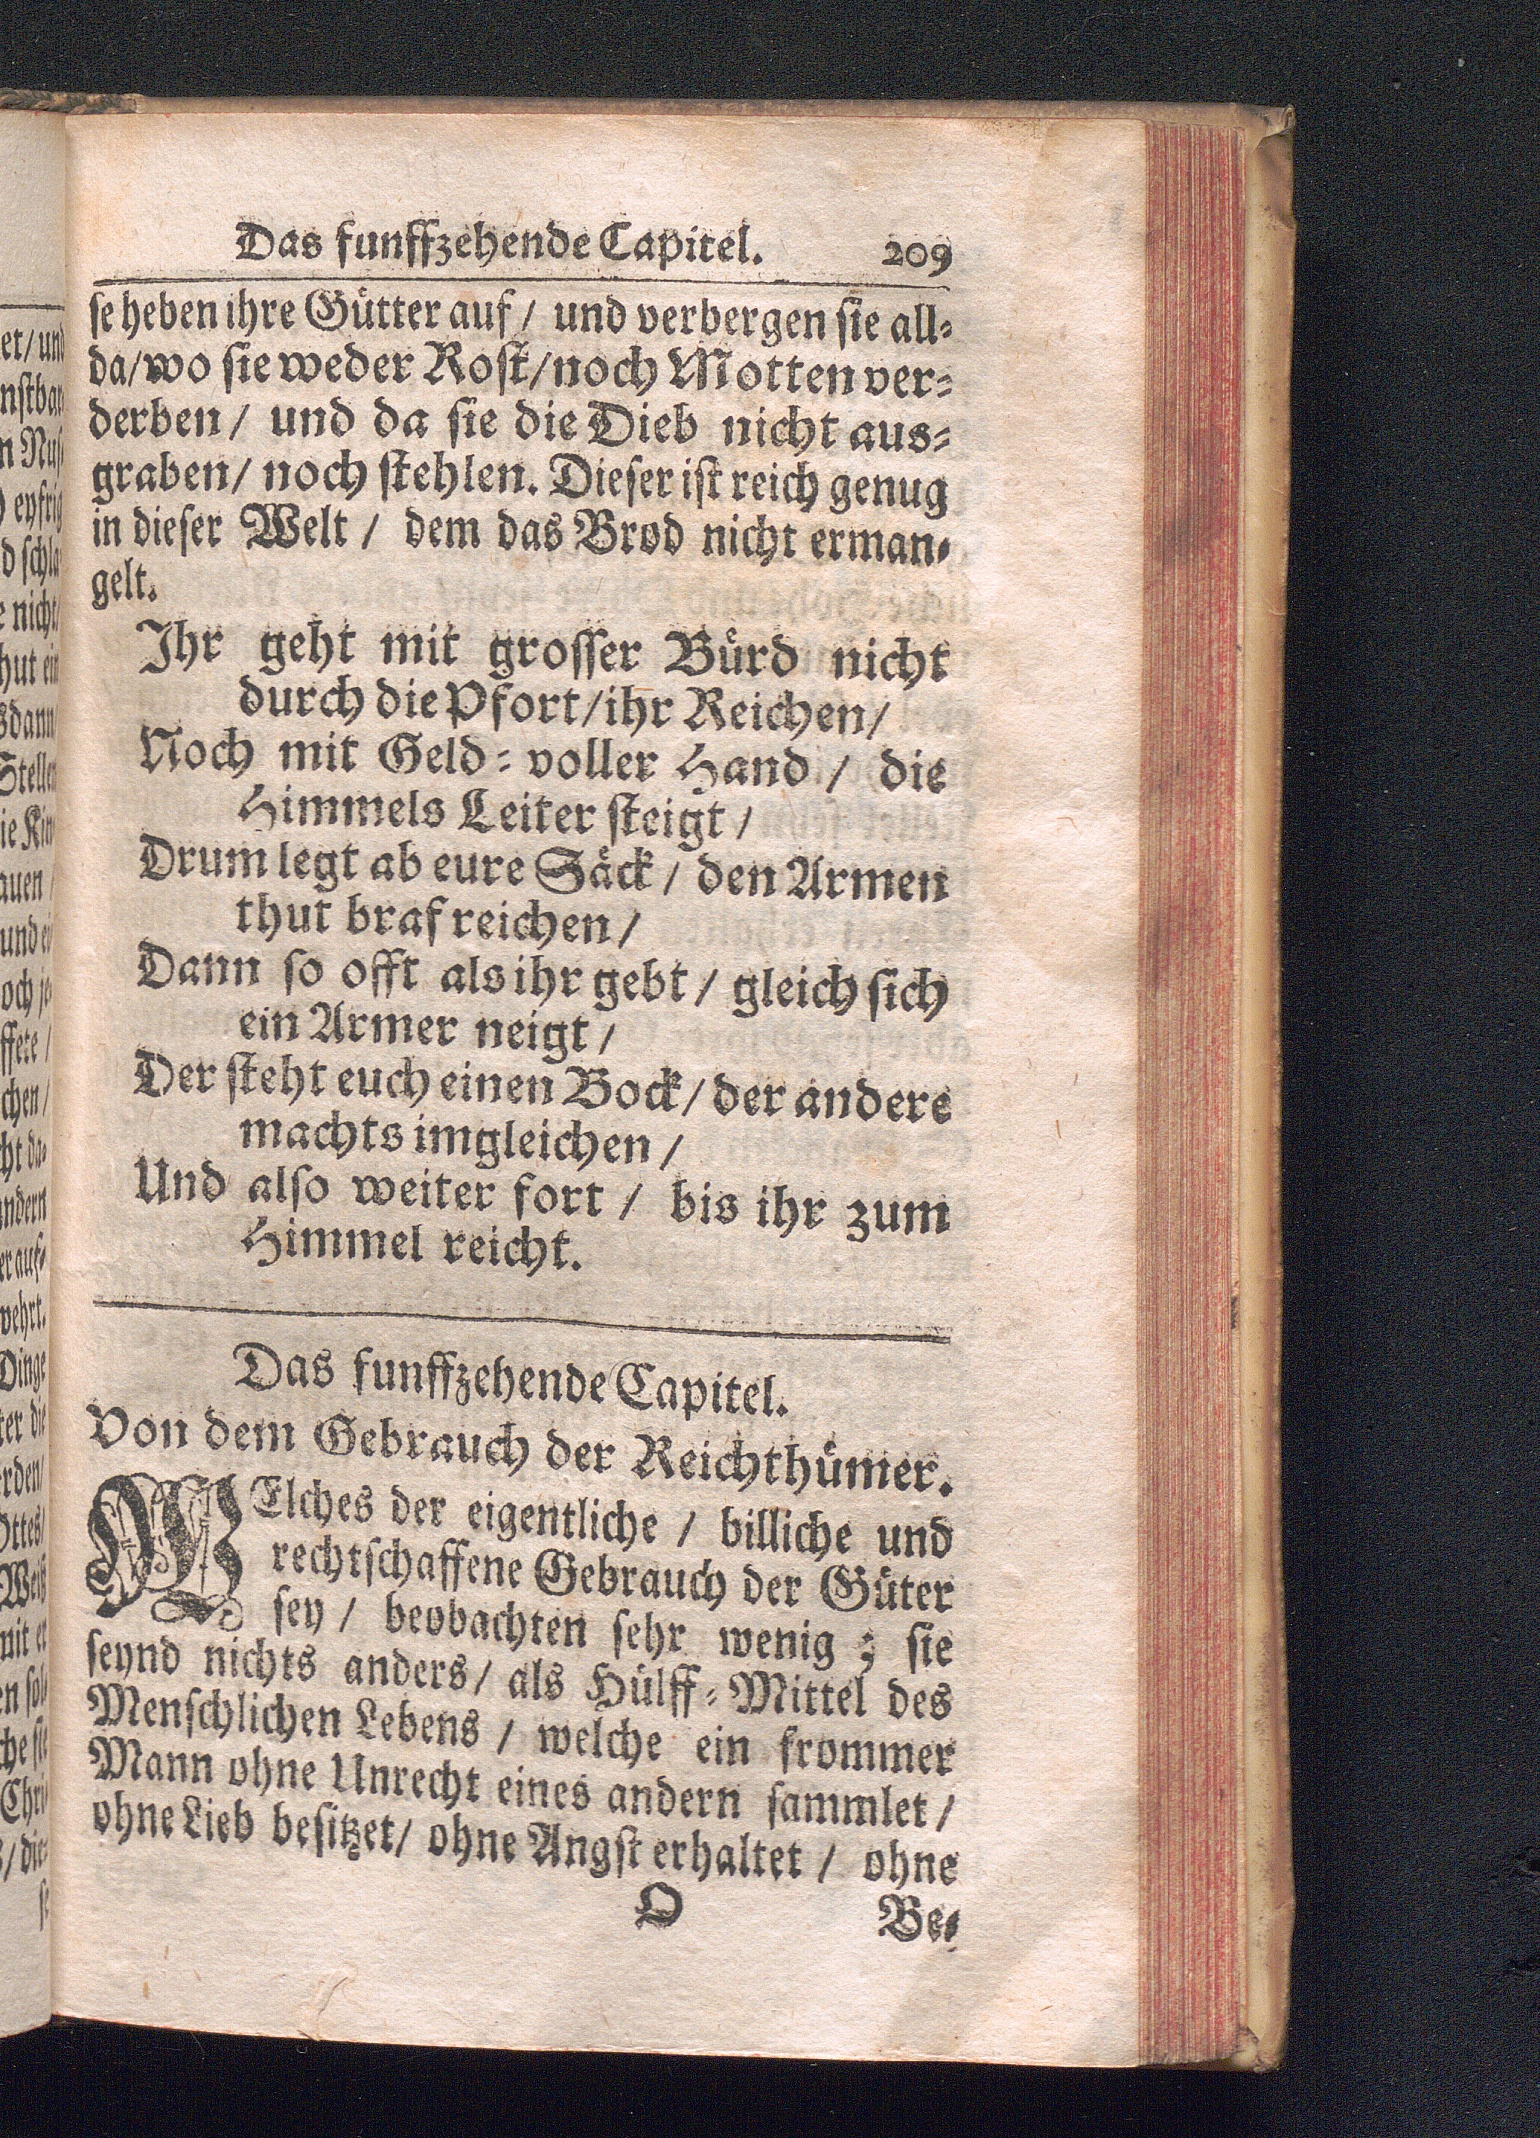 Das funffzehende Capitel. 209
ſe heben ihre Gütter auf / und verbergen ſie all-
da/wo ſie weder Roſt/noch Motten ver-
derben / und da ſie die Dieb nicht aus-
graben/ noch ſtehlen. Dieſer iſt reich genug
in dieſer Welt / dem das Brod nicht erman-
gelt.
Ihr geht mit groſſer Bürd nicht
durch die Pfort/ihr Reichen/
Noch mit Geld-voller Hand / die
Himmels Leiter ſteigt /
Drum legt ab eure Säck / den Armen
thut braf reichen /
Dann ſo offt als ihr gebt / gleich ſich
ein Armer neigt /
Der ſteht euch einen Bock / der andere
machts imgleichen /
Und alſo weiter fort / bis ihr zum
Himmel reicht.
Das funffzehende Capitel.
Von dem Gebrauch der Reichthümer.
WElches der eigentliche / billiche und
rechtſchaffene Gebrauch der Güter
ſey / beobachten ſehr wenig ; ſie
ſeynd nichts anders / als Hülff-Mittel des
Menſchlichen Lebens / welche ein frommer
Mann ohne Unrecht eines andern ſammlet /
ohne Lieb beſitzet/ ohne Angſt erhaltet / ohne
O Be-